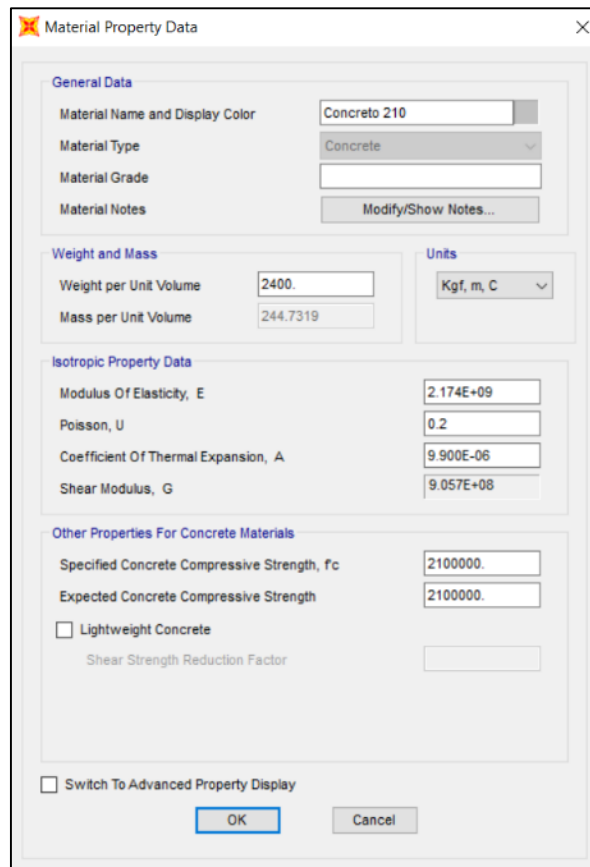 Material Property Data
General Data
Material Name and Display Color Concreto 210
Material Type Concrete
Material Grade
Material Notes Modify/Show Notes...
Weight and Mass Units
Weight per Unit Volume 2400. Kgf, m, C
Mass per Unit Volume 244.7319
Isotropic Property Data
Modulus Of Elasticity, E 2.174E+09
Poisson, U 0.2
Coefficient Of Thermal Expansion, A 9.900E-06
Shear Modulus, G 9.057E+08
Other Properties For Concrete Materials
Specified Concrete Compressive Strength, f'c 2100000.
Expected Concrete Compressive Strength 2100000.
Lightweight Concrete
Shear Strength Reduction Factor
Switch To Advanced Property Display
OK Cancel